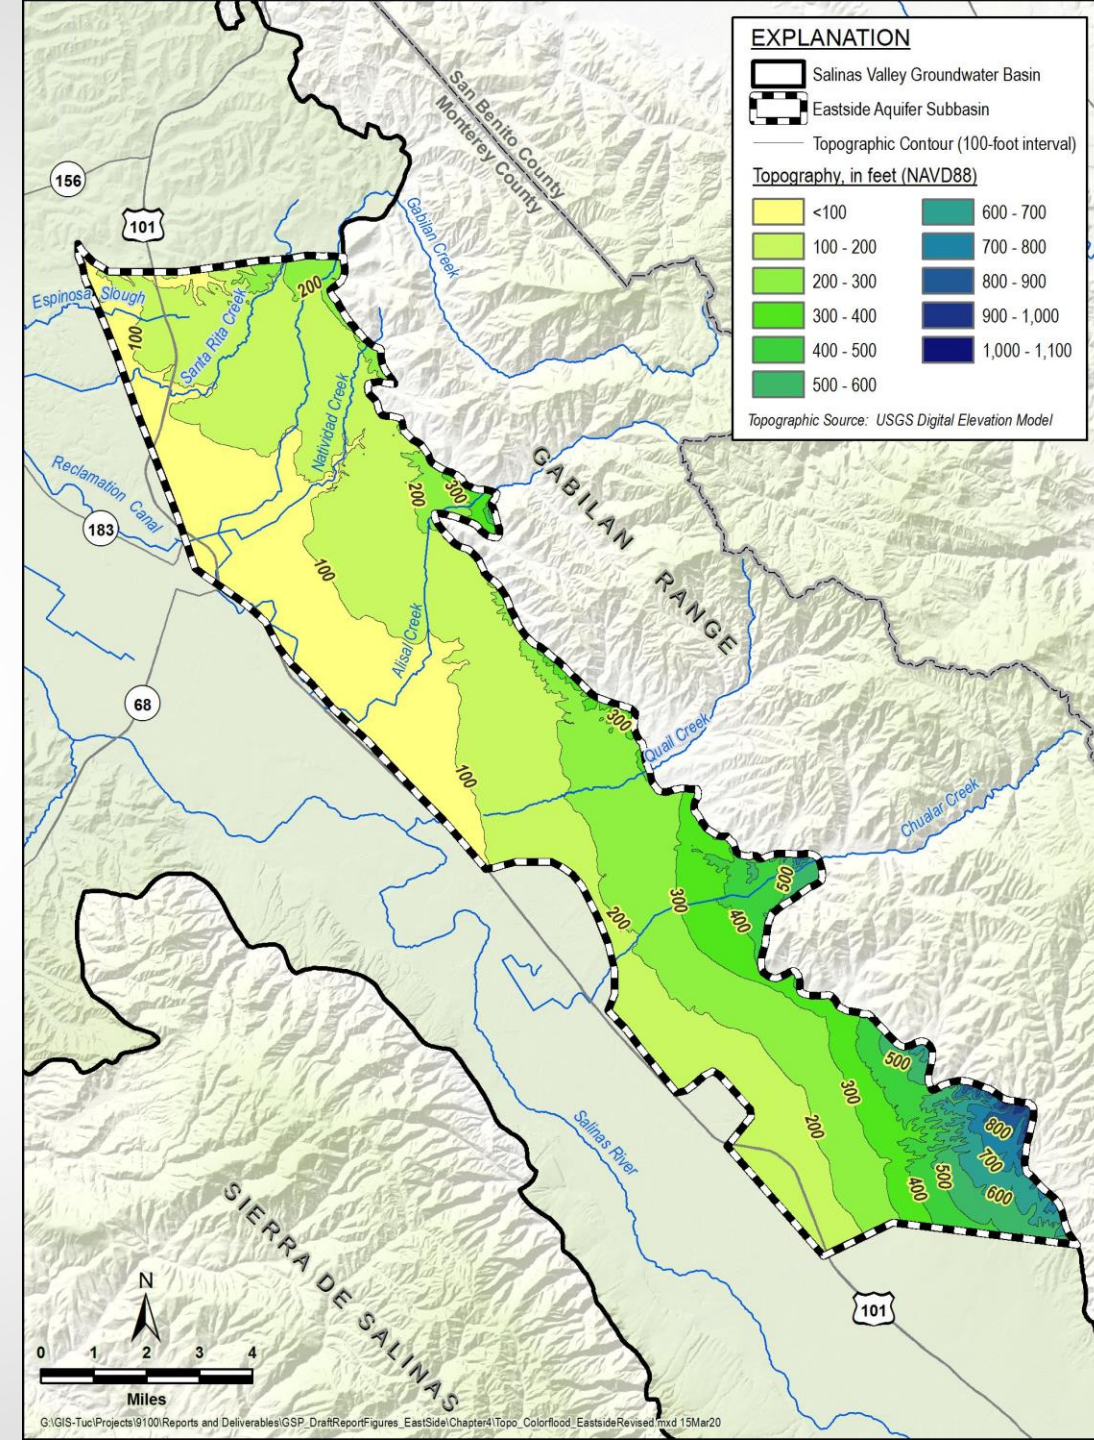 EXPLANATION
Salinas Valley Groundwater Basin
Eastside Aquifer Subbasin
Topographic Contour (100-foot interval)
Topography, in feet (NAVD88)
<100
100 - 200
200 - 300
300 - 400
400 - 500
500 - 600
600 - 700
700 - 800
800 - 900
900 - 1,000
1,000 - 1,100
Topographic Source: USGS Digital Elevation Model
San Benito County
Monterey County
156
101
Gabilan Creek
200
Espinosa Slough
100
Santa Rita Creek
Natividad Creek
GABILAN RANGE
Reclamation Canal
200
300
183
100
Alisal Creek
68
300
Quail Creek
100
Chualar Creek
500
300
400
200
500
300
800
200
700
Salinas River
500
400
600
SIERRA DE SALINAS
101
N
0 1 2 3 4
Miles
G:\GIS-Tuc\Projects\9100\Reports and Deliverables\GSP_DraftReportFigures_EastSide\Chapter4\Topo_Colorflood_EastsideRevised.mxd 15Mar20